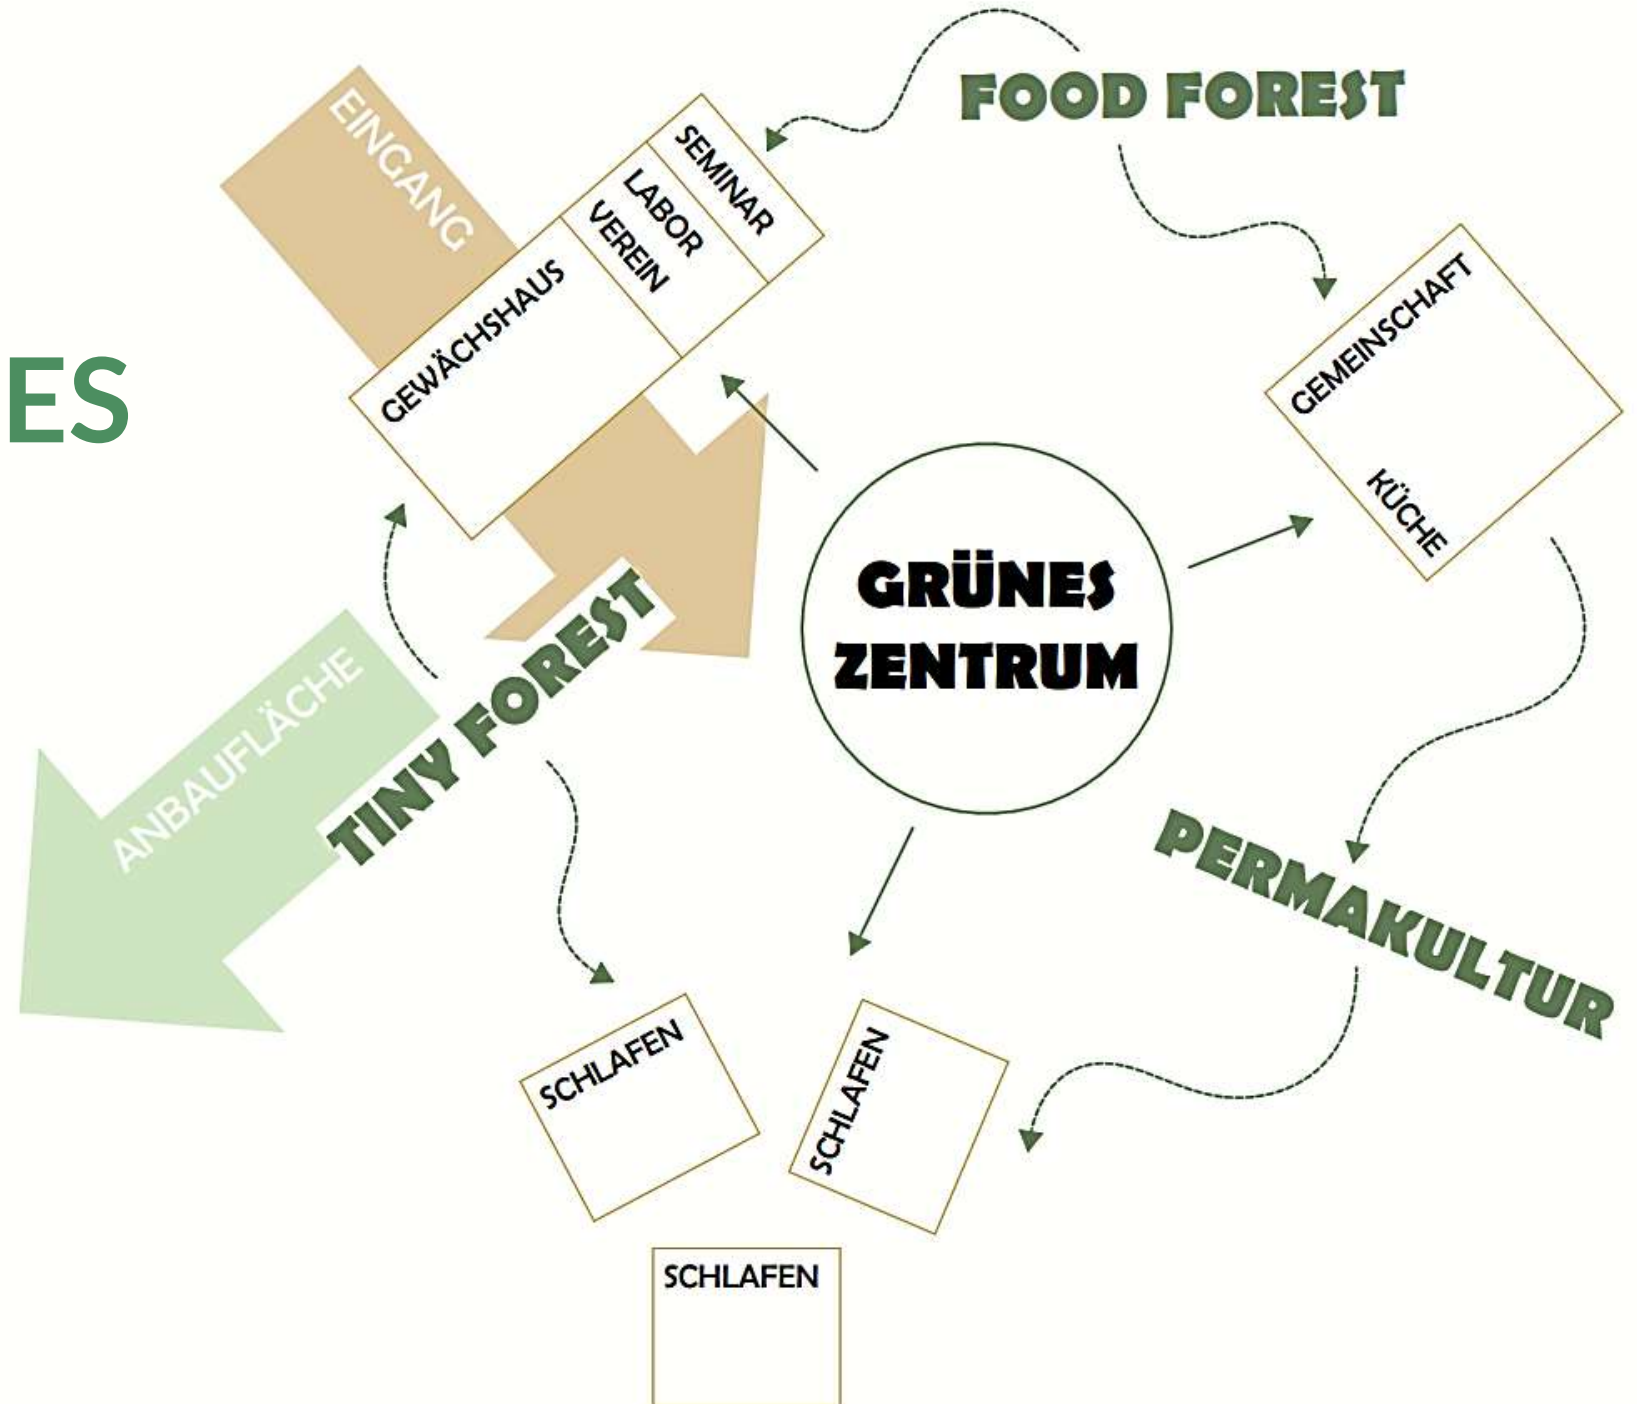 FOOD FOREST
EINGANG
SEMINAR
LABOR
VEREIN
GEWÄCHSHAUS
GEMEINSCHAFT
KÜCHE
ES
GRÜNES
ZENTRUM
TINY FOREST
ANBAUFLÄCHE
PERMAKULTUR
SCHLAFEN
SCHLAFEN
SCHLAFEN